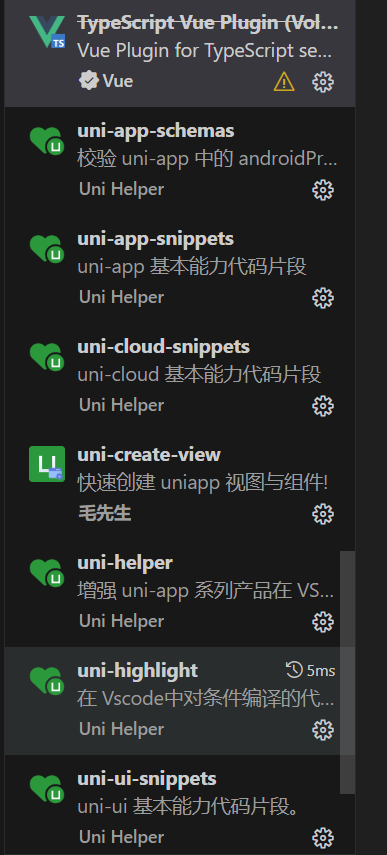 TypeScript Vue Plugin (Vol...
Vue Plugin for TypeScript se...
Vue
uni-app-schemas
校验 uni-app 中的 androidPr...
Uni Helper
uni-app-snippets
uni-app 基本能力代码片段
Uni Helper
uni-cloud-snippets
uni-cloud 基本能力代码片段
Uni Helper
uni-create-view
快速创建 uniapp 视图与组件!
毛先生
uni-helper
增强 uni-app 系列产品在 VS...
Uni Helper
uni-highlight 5ms
在 Vscode中对条件编译的代...
Uni Helper
uni-ui-snippets
uni-ui 基本能力代码片段。
Uni Helper